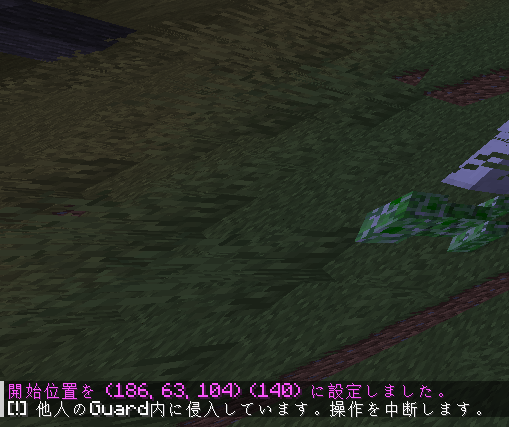 開始位置を (186, 63, 104) (140) に設定しました。
[!] 他人のGuard内に侵入しています。操作を中断します。